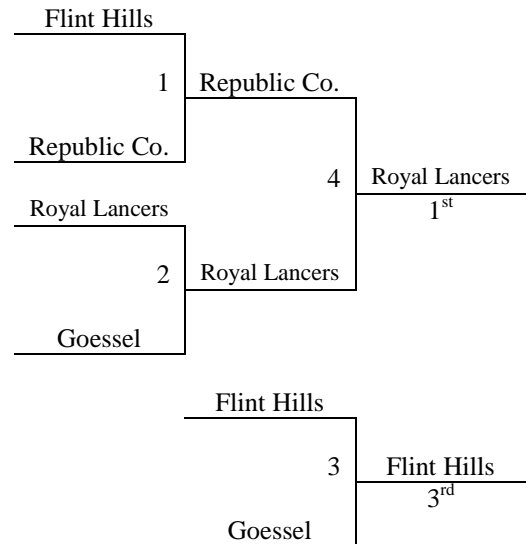 Flint Hills
1
Republic Co.
Republic Co.
Royal Lancers
2
Goessel
Royal Lancers
4
Royal Lancers
1st
Flint Hills
3
Goessel
Flint Hills
3rd